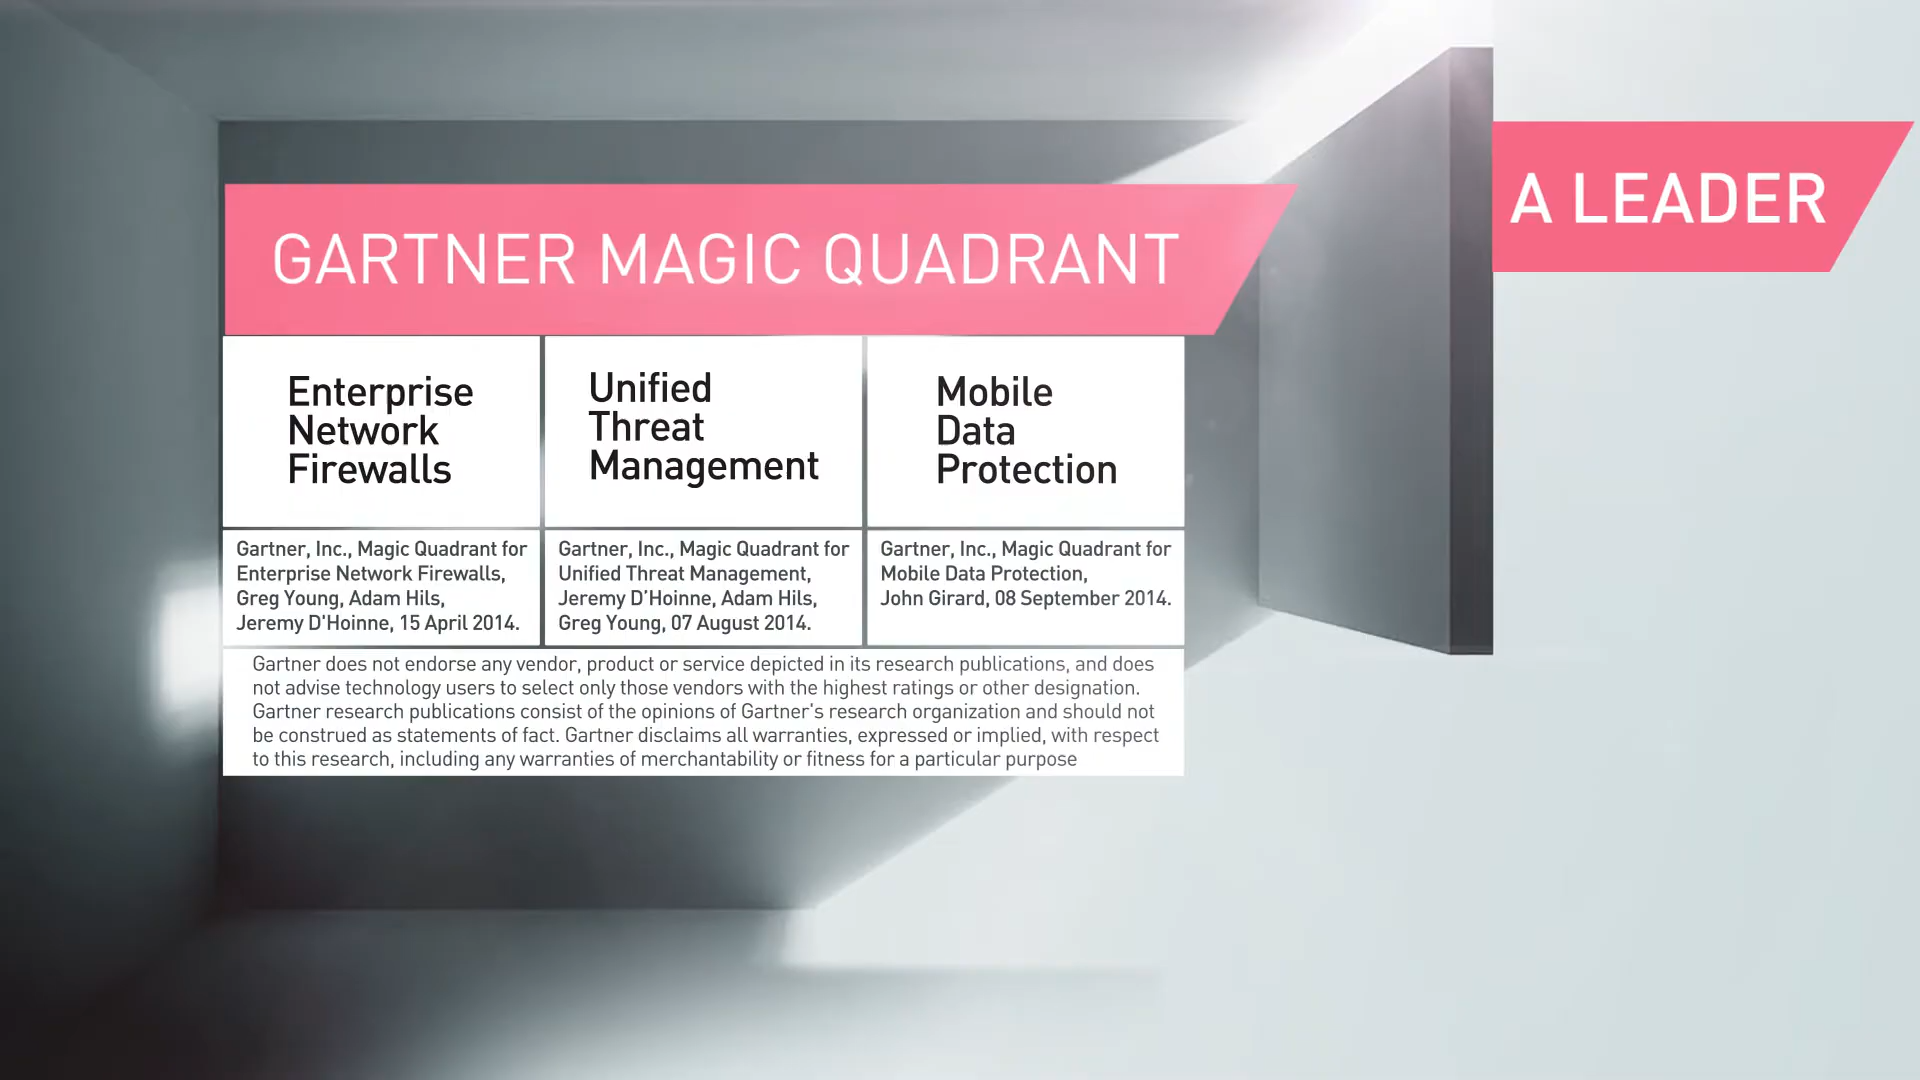 A LEADER
GARTNER MAGIC QUADRANT
Enterprise
Network
Firewalls
Unified
Threat
Management
Mobile
Data
Protection
Gartner, Inc., Magic Quadrant for
Enterprise Network Firewalls,
Greg Young, Adam Hils,
Jeremy D'Hoinne, 15 April 2014.
Gartner, Inc., Magic Quadrant for
Unified Threat Management,
Jeremy D'Hoinne, Adam Hils,
Greg Young, 07 August 2014.
Gartner, Inc., Magic Quadrant for
Mobile Data Protection,
John Girard, 08 September 2014.
Gartner does not endorse any vendor, product or service depicted in its research publications, and does
not advise technology users to select only those vendors with the highest ratings or other designation.
Gartner research publications consist of the opinions of Gartner's research organization and should not
be construed as statements of fact. Gartner disclaims all warranties, expressed or implied, with respect
to this research, including any warranties of merchantability or fitness for a particular purpose